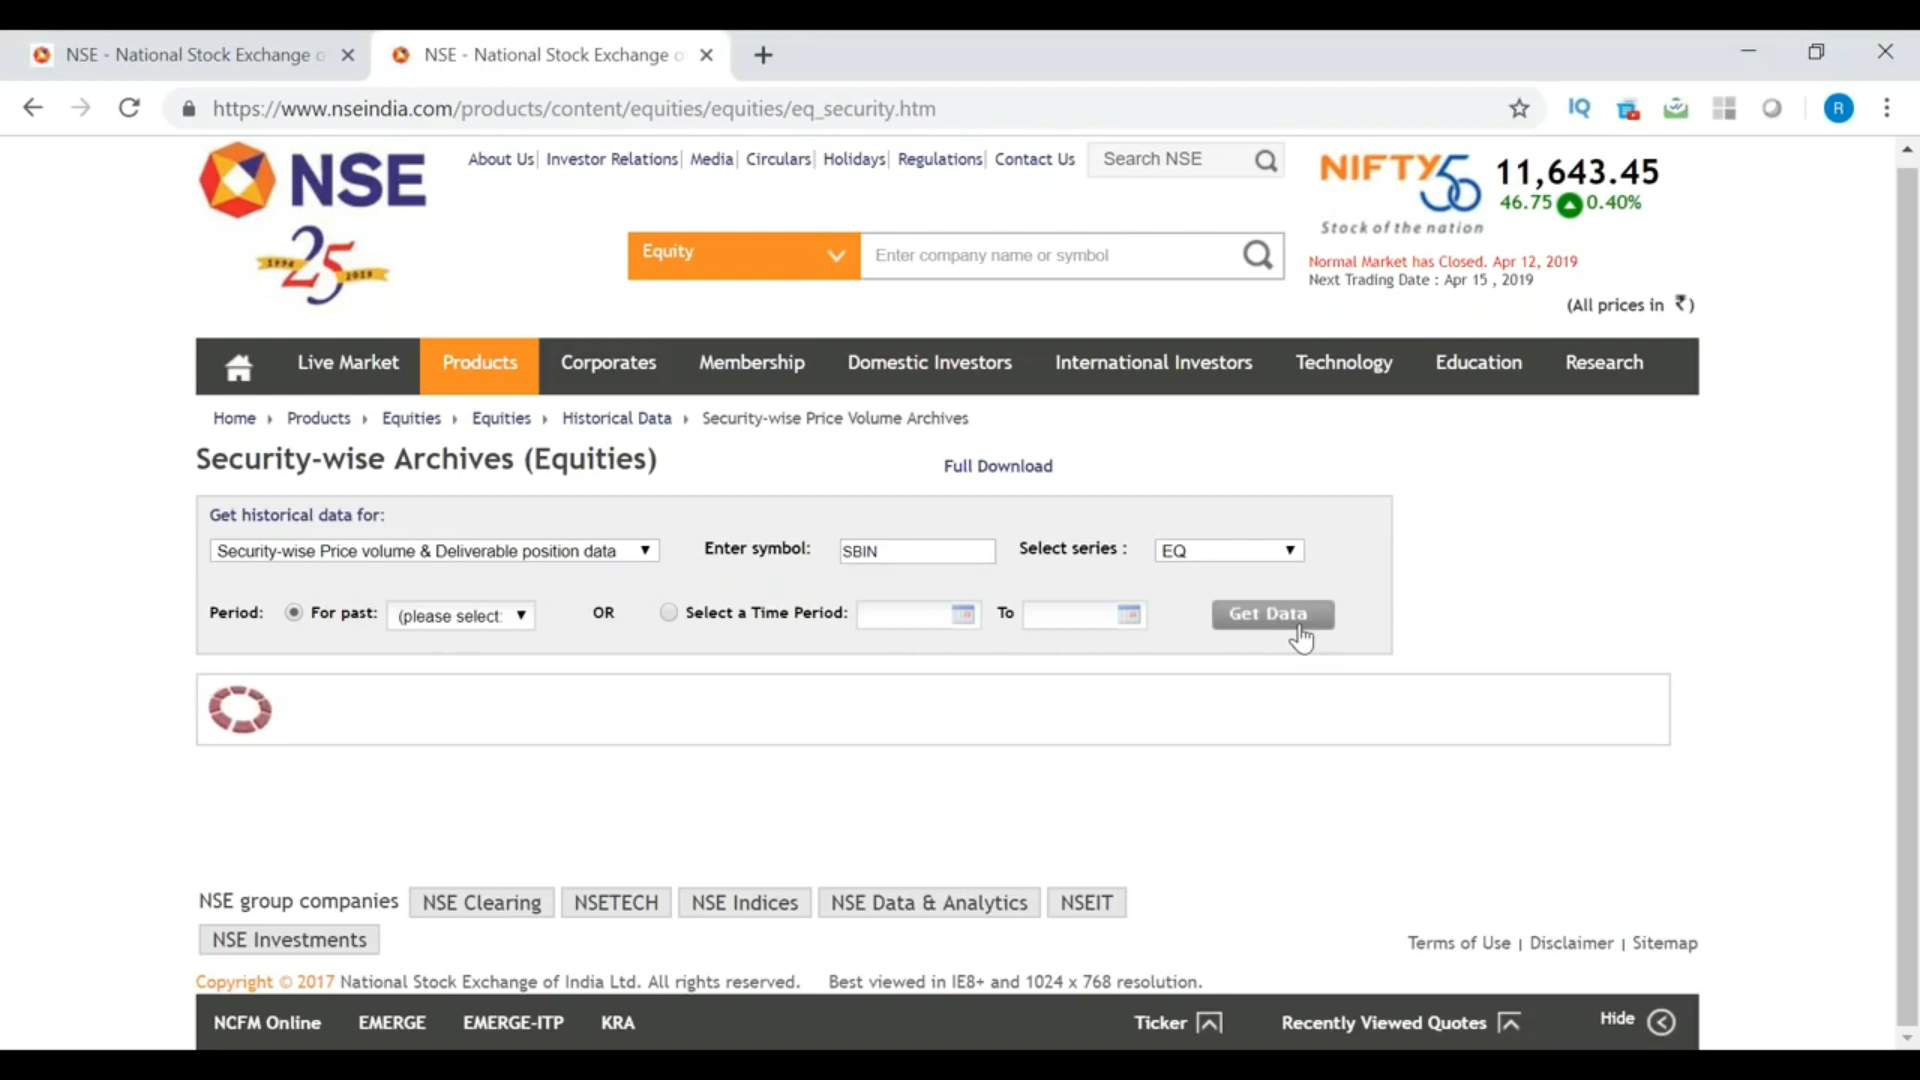 NSE - National Stock Exchange o
NSE - National Stock Exchange o
https://www.nseindia.com/products/content/equities/equities/eq_security.htm
IQ
R
NSE
1994 25 2019
About Us| Investor Relations| Media| Circulars| Holidays| Regulations| Contact Us
Search NSE
NIFTY50
Stock of the nation
11,643.45
46.75 0.40%
Equity
Enter company name or symbol
Normal Market has Closed. Apr 12, 2019
Next Trading Date : Apr 15 , 2019
(All prices in ₹)
Live Market Products Corporates Membership Domestic Investors International Investors Technology Education Research
Home Products Equities Equities Historical Data Security-wise Price Volume Archives
Security-wise Archives (Equities)
Full Download
Get historical data for:
Security-wise Price volume & Deliverable position data Enter symbol: SBIN Select series : EQ
Period: For past: (please select: OR Select a Time Period: To Get Data
NSE group companies NSE Clearing NSETECH NSE Indices NSE Data & Analytics NSEIT
NSE Investments
Terms of Use | Disclaimer | Sitemap
Copyright © 2017 National Stock Exchange of India Ltd. All rights reserved. Best viewed in IE8+ and 1024 x 768 resolution.
NCFM Online EMERGE EMERGE-ITP KRA Ticker Recently Viewed Quotes Hide